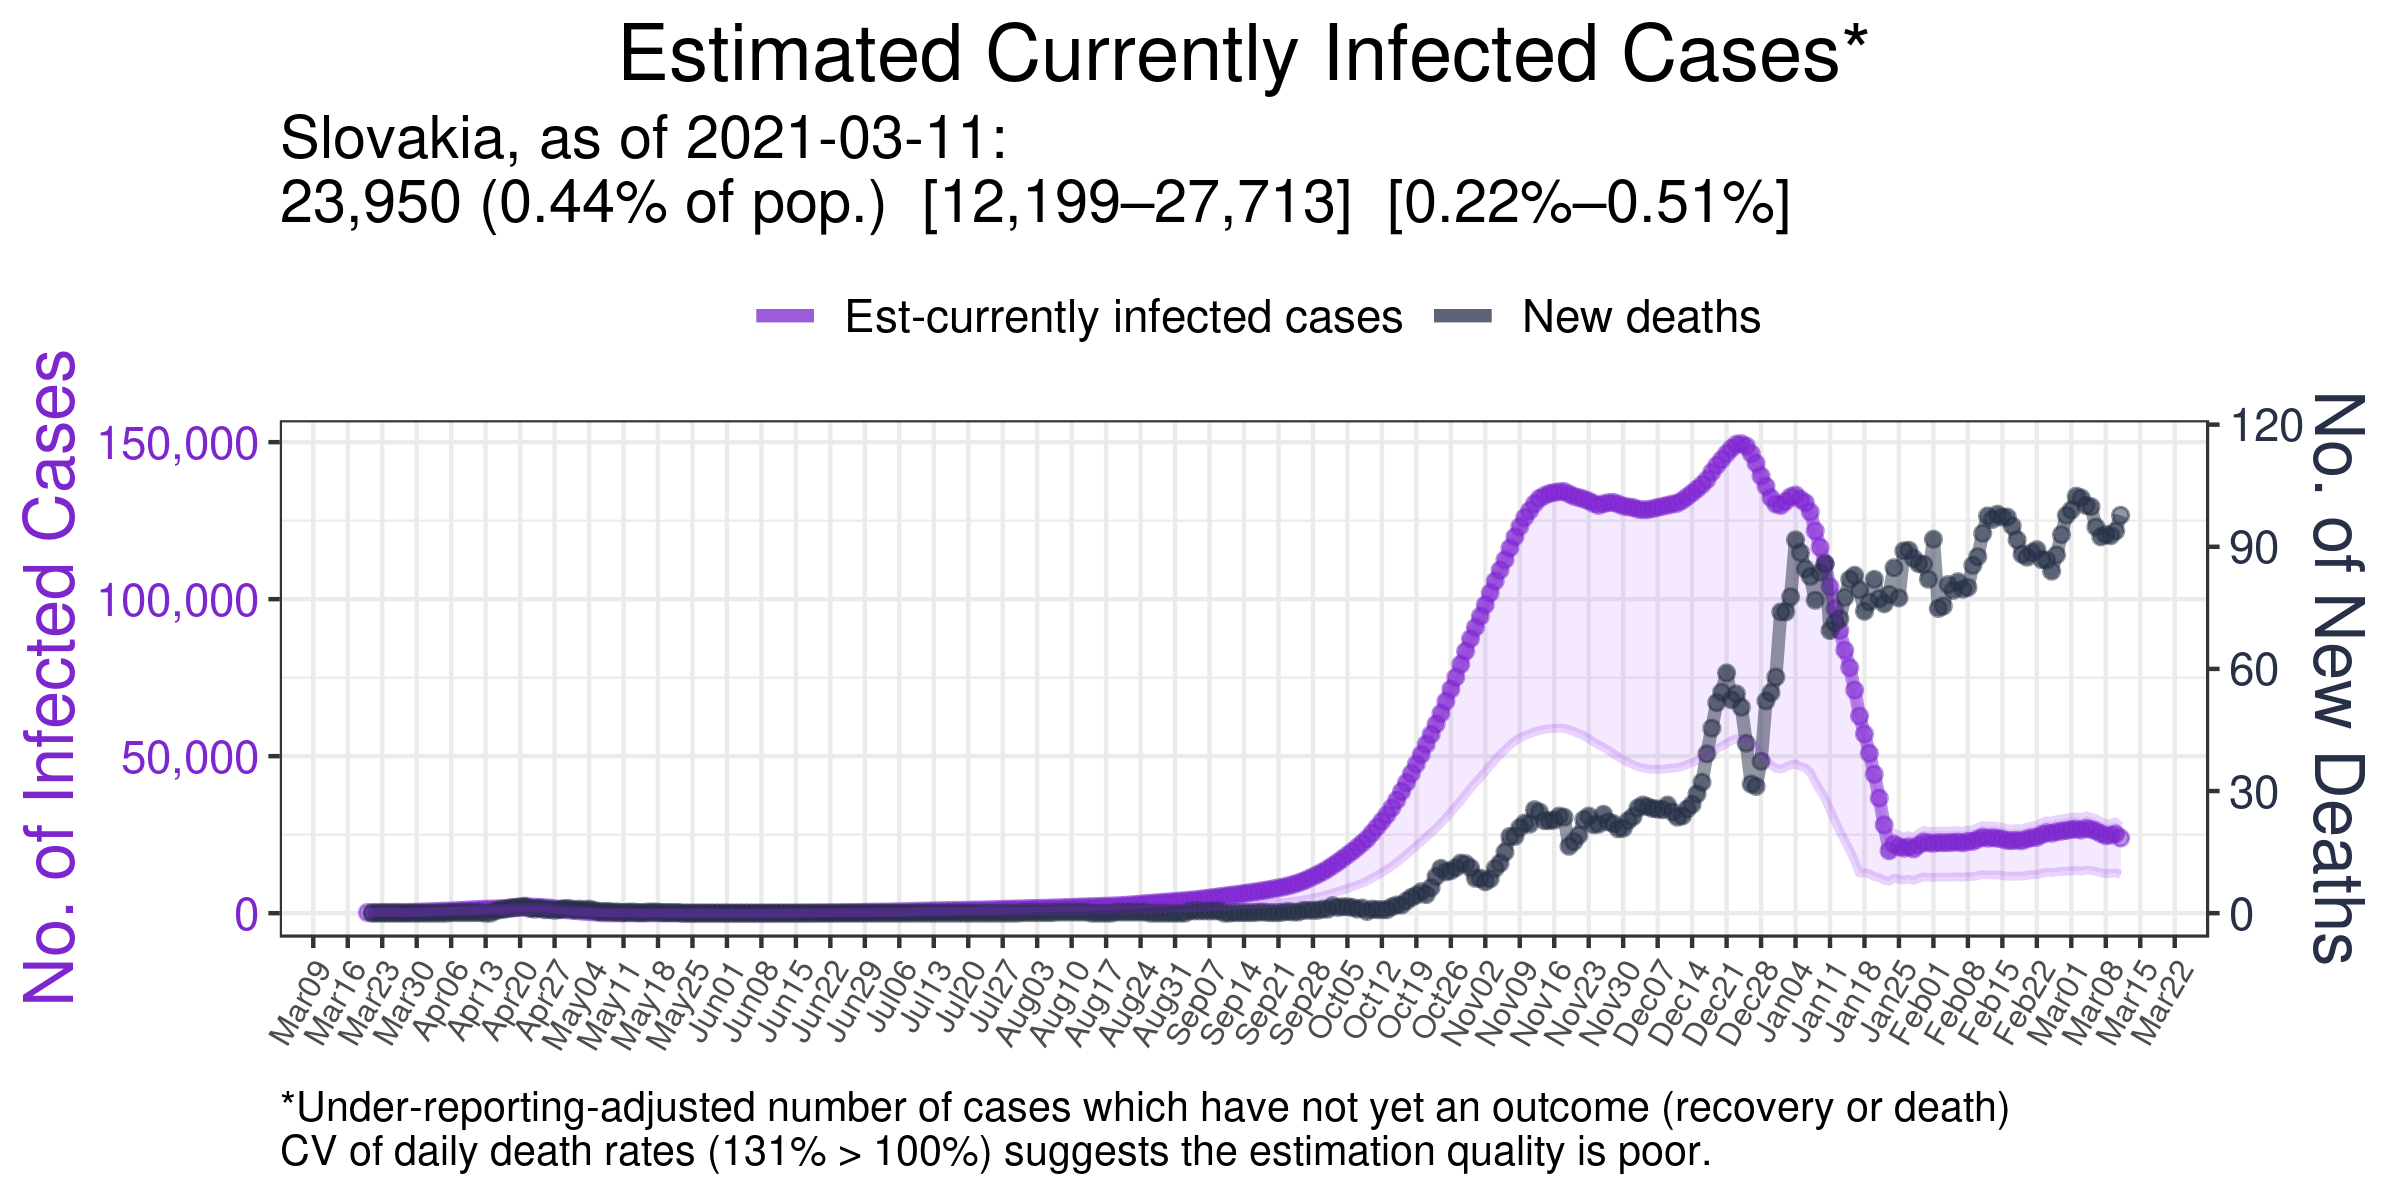 Estimated Currently Infected Cases*
Slovakia, as of 2021-03-11:
23,950 (0.44% of pop.) [12,199–27,713] [0.22%–0.51%]
Est-currently infected cases
New deaths
No. of Infected Cases
150,000
100,000
50,000
0
120
90
60
30
0
No. of New Deaths
Mar09
Mar16
Mar23
Mar30
Apr06
Apr13
Apr20
Apr27
May04
May11
May18
May25
Jun01
Jun08
Jun15
Jun22
Jun29
Jul06
Jul13
Jul20
Jul27
Aug03
Aug10
Aug17
Aug24
Aug31
Sep07
Sep14
Sep21
Sep28
Oct05
Oct12
Oct19
Oct26
Nov02
Nov09
Nov16
Nov23
Nov30
Dec07
Dec14
Dec21
Dec28
Jan04
Jan11
Jan18
Jan25
Feb01
Feb08
Feb15
Feb22
Mar01
Mar08
Mar15
Mar22
*Under-reporting-adjusted number of cases which have not yet an outcome (recovery or death)
CV of daily death rates (131% > 100%) suggests the estimation quality is poor.